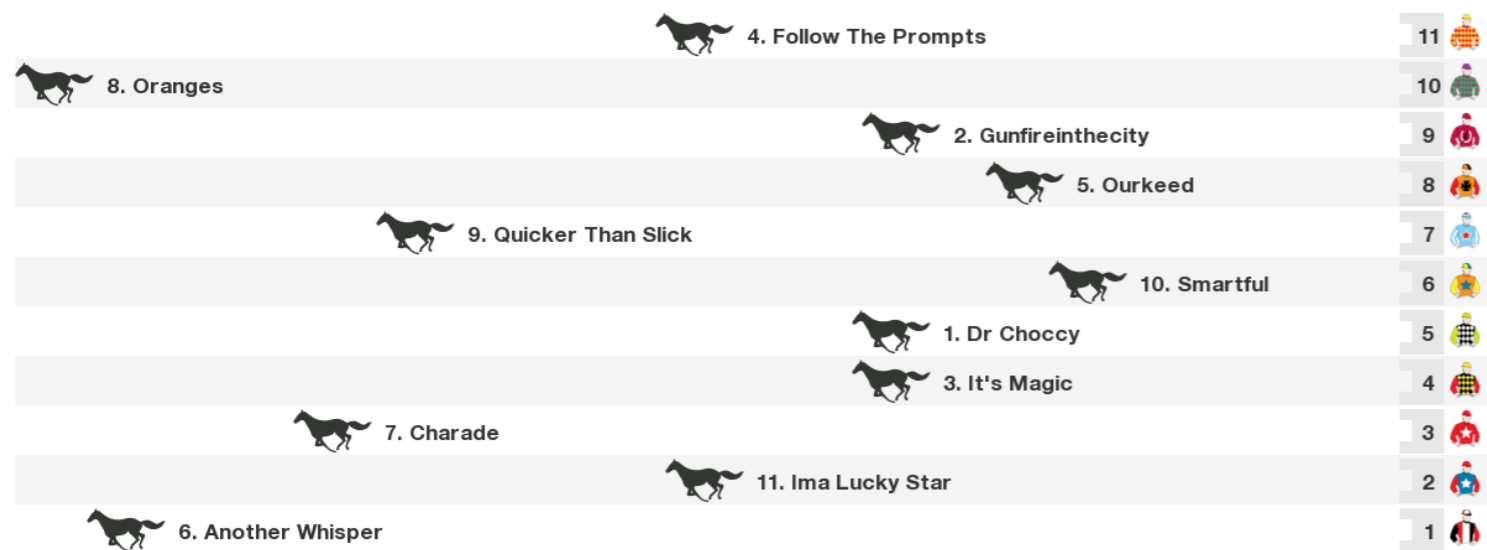 4. Follow The Prompts 11
8. Oranges 10
2. Gunfireinthecity 9
5. Ourkeed 8
9. Quicker Than Slick 7
10. Smartful 6
1. Dr Choccy 5
3. It's Magic 4
7. Charade 3
11. Ima Lucky Star 2
6. Another Whisper 1